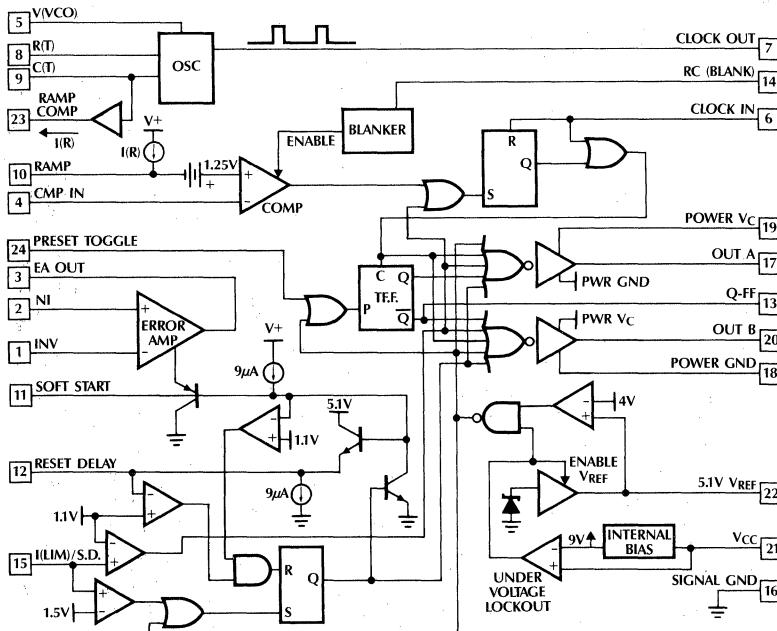 5 V(VCO)
8 R(T)
9 C(T)
OSC
CLOCK OUT 7
RC (BLANK) 14
CLOCK IN 6
23 RAMP COMP
I(R)
V+
I(R)
BLANKER
ENABLE
10 RAMP
1.25V
+
4 CMP IN
+
-
COMP
R
Q
S
24 PRESET TOGGLE
3 EA OUT
2 NI
+
ERROR AMP
1 INV
-
P
C
T.F.F.
Q
Q̅
POWER VC 19
OUT A 17
PWR GND
Q-FF 13
PWR VC
OUT B 20
POWER GND 18
V+
9µA
11 SOFT START
5.1V
-
+
1.1V
-
+
4V
12 RESET DELAY
9µA
ENABLE
VREF
5.1V VREF 22
1.1V
-
+
-
+
15 I(LIM)/S.D.
1.5V
+
-
R
Q
S
9V
-
+
INTERNAL BIAS
VCC 21
UNDER VOLTAGE LOCKOUT
SIGNAL GND 16